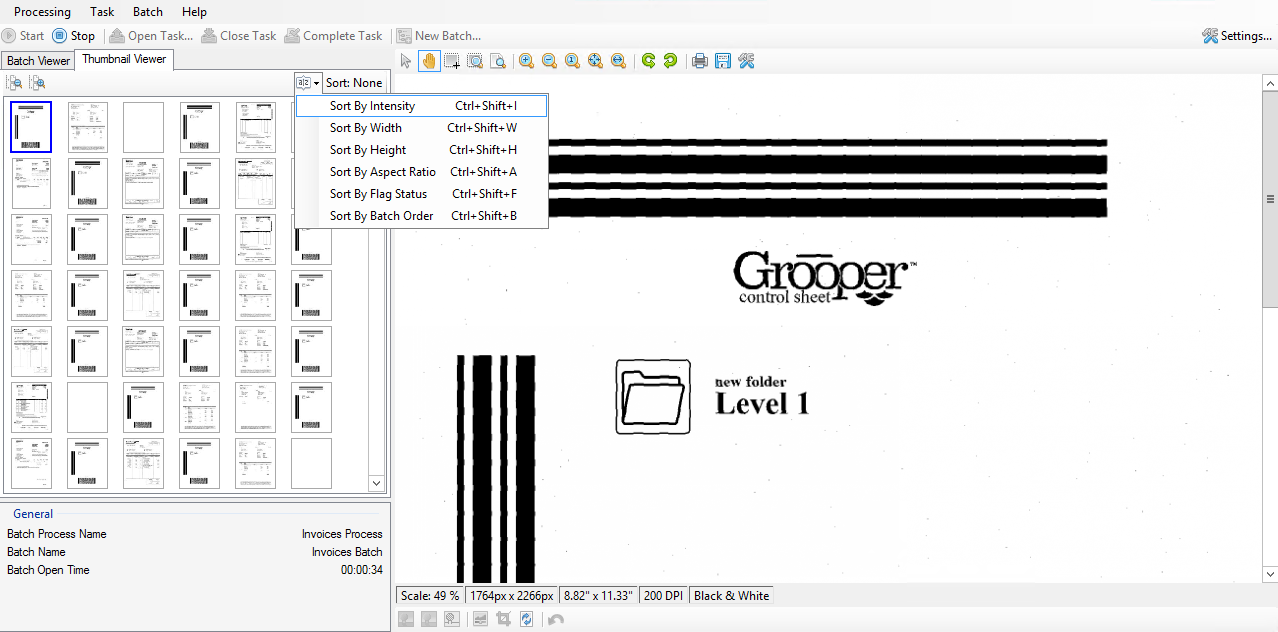 Processing Task Batch Help
Start Stop Open Task... Close Task Complete Task New Batch... Settings...
Batch Viewer Thumbnail Viewer
Sort: None
Sort By Intensity Ctrl+Shift+I
Sort By Width Ctrl+Shift+W
Sort By Height Ctrl+Shift+H
Sort By Aspect Ratio Ctrl+Shift+A
Sort By Flag Status Ctrl+Shift+F
Sort By Batch Order Ctrl+Shift+B
Grooper™
control sheet
new folder
Level 1
General
Batch Process Name Invoices Process
Batch Name Invoices Batch
Batch Open Time 00:00:34
Scale: 49 % 1764px x 2266px 8.82" x 11.33" 200 DPI Black & White